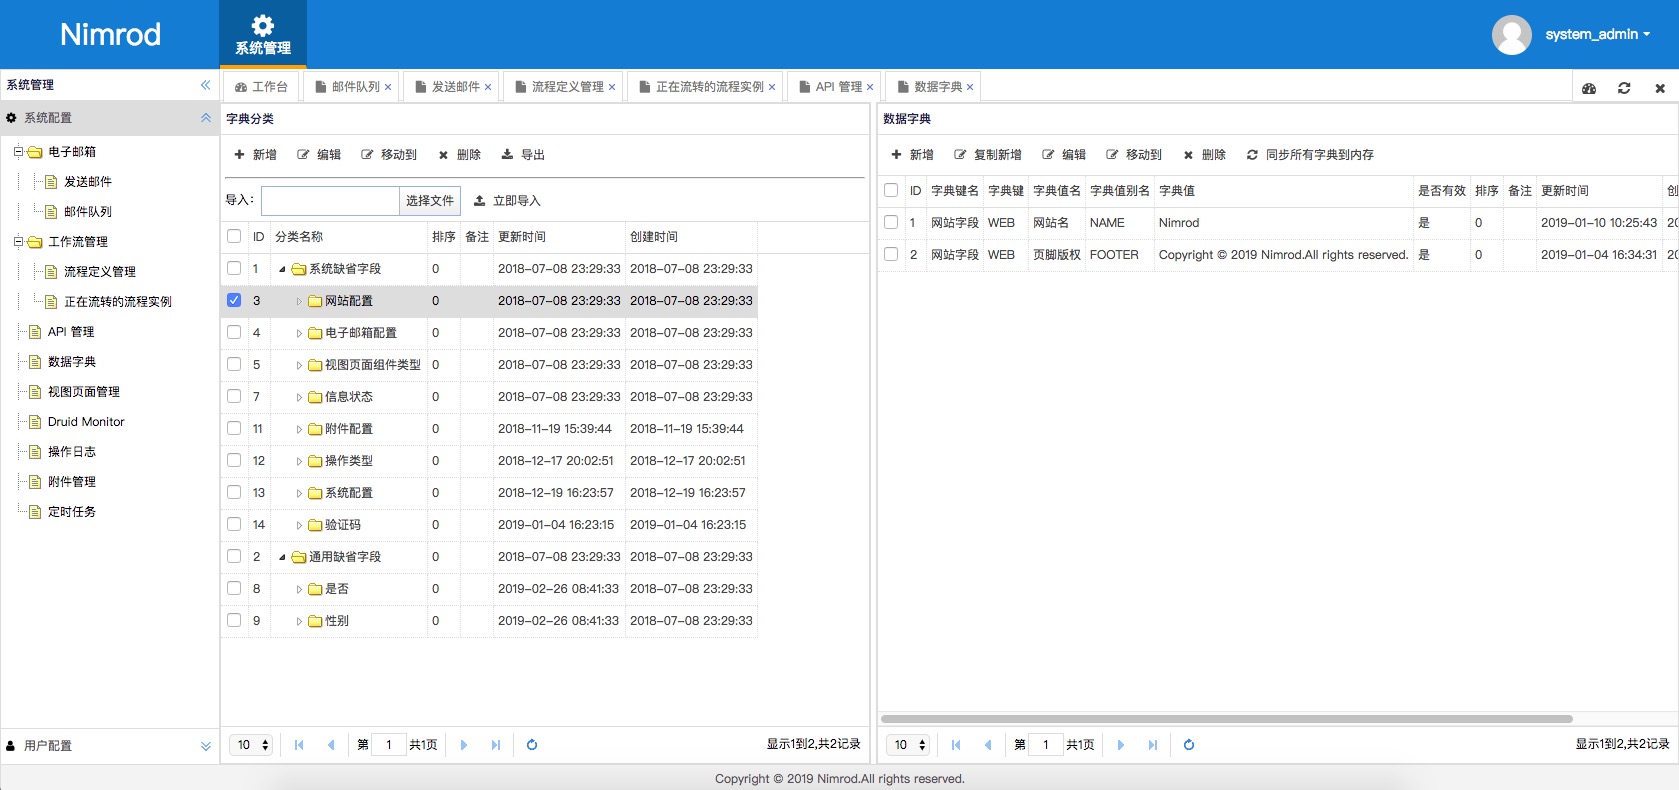 Nimrod
系统管理
system_admin
系统管理
工作台
邮件队列
发送邮件
流程定义管理
正在流转的流程实例
API 管理
数据字典
系统配置
电子邮箱
发送邮件
邮件队列
工作流管理
流程定义管理
正在流转的流程实例
API 管理
数据字典
视图页面管理
Druid Monitor
操作日志
附件管理
定时任务
用户配置
字典分类
新增 编辑 移动到 删除 导出
导入: 选择文件 立即导入
ID 分类名称 排序 备注 更新时间 创建时间
1 系统缺省字段 0 2018-07-08 23:29:33 2018-07-08 23:29:33
3 网站配置 0 2018-07-08 23:29:33 2018-07-08 23:29:33
4 电子邮箱配置 0 2018-07-08 23:29:33 2018-07-08 23:29:33
5 视图页面组件类型 0 2018-07-08 23:29:33 2018-07-08 23:29:33
7 信息状态 0 2018-07-08 23:29:33 2018-07-08 23:29:33
11 附件配置 0 2018-11-19 15:39:44 2018-11-19 15:39:44
12 操作类型 0 2018-12-17 20:02:51 2018-12-17 20:02:51
13 系统配置 0 2018-12-19 16:23:57 2018-12-19 16:23:57
14 验证码 0 2019-01-04 16:23:15 2019-01-04 16:23:15
2 通用缺省字段 0 2018-07-08 23:29:33 2018-07-08 23:29:33
8 是否 0 2019-02-26 08:41:33 2018-07-08 23:29:33
9 性别 0 2019-02-26 08:41:33 2018-07-08 23:29:33
10 第 1 共1页 显示1到2,共2记录
数据字典
新增 复制新增 编辑 移动到 删除 同步所有字典到内存
ID 字典键名 字典键 字典值名 字典值别名 字典值 是否有效 排序 备注 更新时间 创
1 网站字段 WEB 网站名 NAME Nimrod 是 0 2019-01-10 10:25:43 20
2 网站字段 WEB 页脚版权 FOOTER Copyright © 2019 Nimrod.All rights reserved. 是 0 2019-01-04 16:34:31 20
10 第 1 共1页 显示1到2,共2记录
Copyright © 2019 Nimrod.All rights reserved.